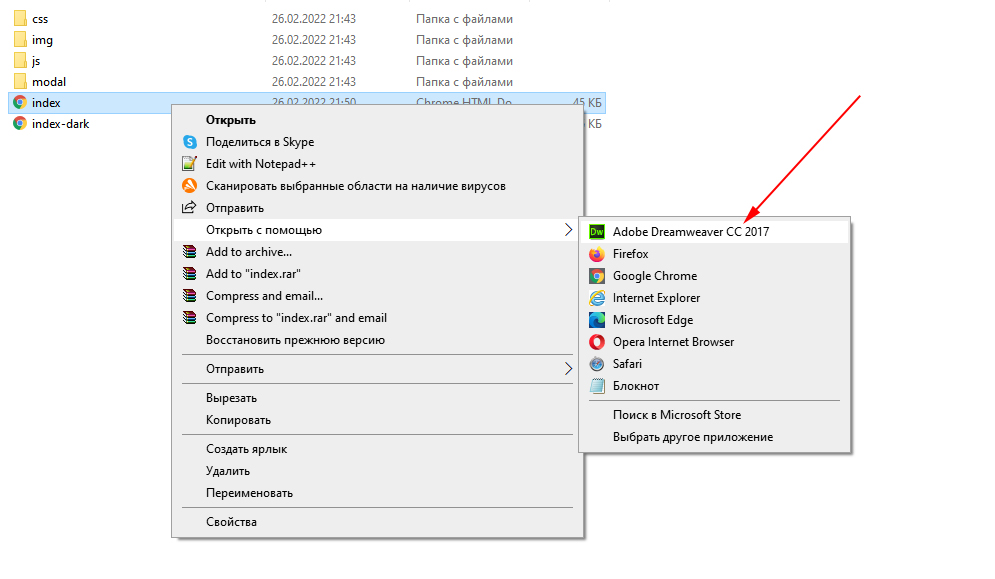 css 26.02.2022 21:43 Папка с файлами
img 26.02.2022 21:43 Папка с файлами
js 26.02.2022 21:43 Папка с файлами
modal 26.02.2022 21:43 Папка с файлами
index 26.02.2022 21:50 Chrome HTML Do... 45 КБ
index-dark КБ
Открыть
Поделиться в Skype
Edit with Notepad++
Сканировать выбранные области на наличие вирусов
Отправить
Открыть с помощью
Add to archive...
Add to "index.rar"
Compress and email...
Compress to "index.rar" and email
Восстановить прежнюю версию
Отправить
Вырезать
Копировать
Создать ярлык
Удалить
Переименовать
Свойства
Dw Adobe Dreamweaver CC 2017
Firefox
Google Chrome
Internet Explorer
Microsoft Edge
Opera Internet Browser
Safari
Блокнот
Поиск в Microsoft Store
Выбрать другое приложение